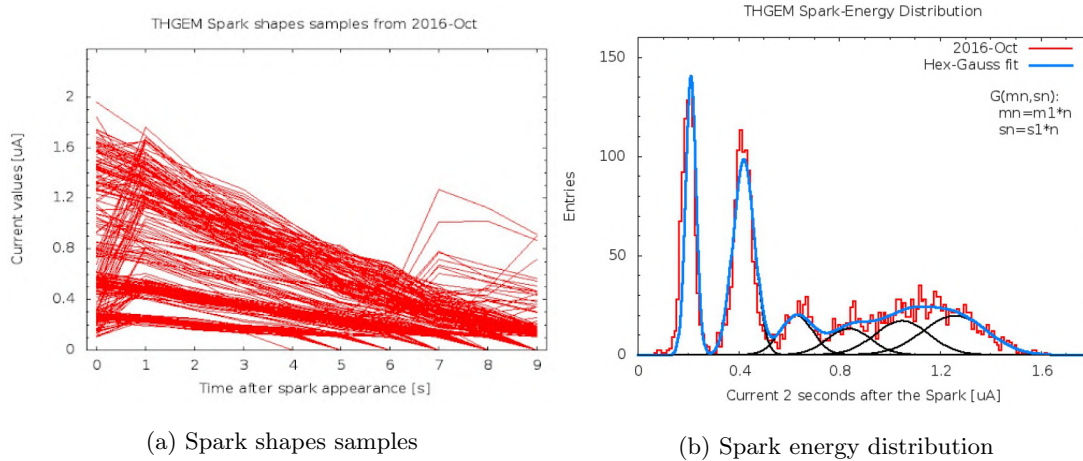 THGEM Spark shapes samples from 2016-Oct
Current values [uA]
2
1.6
1.2
0.8
0.4
0
0 1 2 3 4 5 6 7 8 9
Time after spark appearance [s]
(a) Spark shapes samples
THGEM Spark-Energy Distribution
2016-Oct
Hex-Gauss fit
G(mn,sn):
mn=m1*n
sn=s1*n
Entries
150
100
50
0
0 0.4 0.8 1.2 1.6
Current 2 seconds after the Spark [uA]
(b) Spark energy distribution